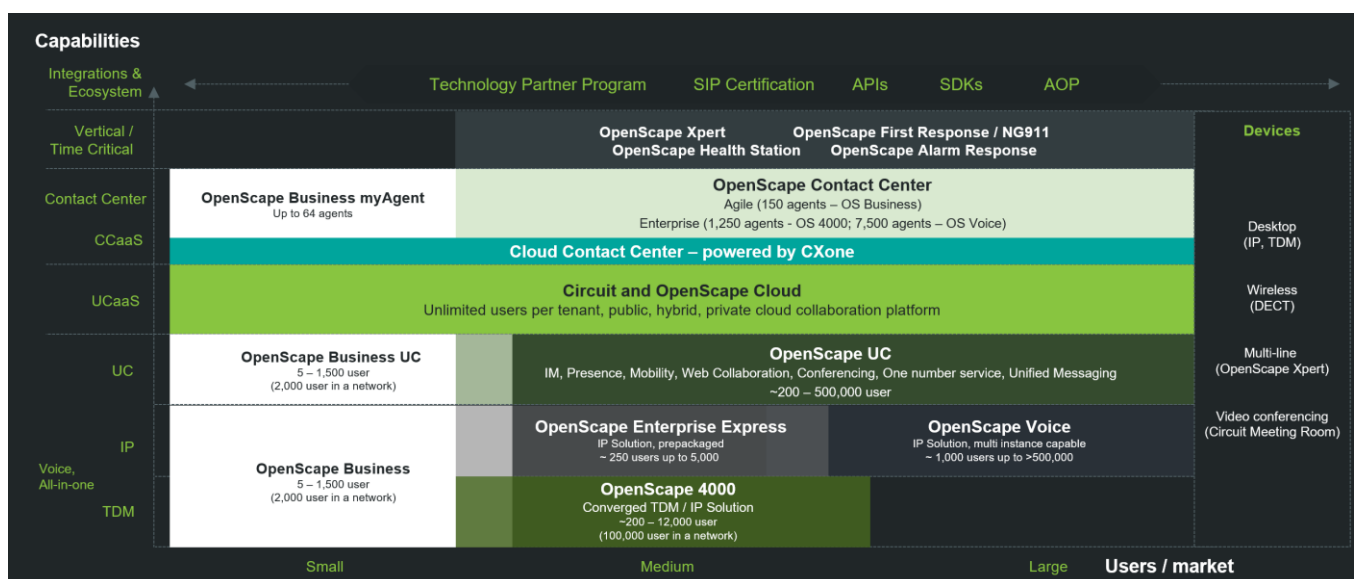 Capabilities
Integrations &
Ecosystem
Technology Partner Program SIP Certification APIs SDKs AOP
Vertical /
Time Critical
OpenScape Xpert OpenScape First Response / NG911
OpenScape Health Station OpenScape Alarm Response
Devices
Contact Center
OpenScape Business myAgent
Up to 64 agents
OpenScape Contact Center
Agile (150 agents – OS Business)
Enterprise (1,250 agents - OS 4000; 7,500 agents – OS Voice)
CCaaS
Cloud Contact Center – powered by CXone
Desktop
(IP, TDM)
UCaaS
Circuit and OpenScape Cloud
Unlimited users per tenant, public, hybrid, private cloud collaboration platform
Wireless
(DECT)
UC
OpenScape Business UC
5 – 1,500 user
(2,000 user in a network)
OpenScape UC
IM, Presence, Mobility, Web Collaboration, Conferencing, One number service, Unified Messaging
~200 – 500,000 user
Multi-line
(OpenScape Xpert)
Video conferencing
(Circuit Meeting Room)
IP
Voice,
All-in-one
TDM
OpenScape Business
5 – 1,500 user
(2,000 user in a network)
OpenScape Enterprise Express
IP Solution, prepackaged
~ 250 users up to 5,000
OpenScape Voice
IP Solution, multi instance capable
~ 1,000 users up to >500,000
OpenScape 4000
Converged TDM / IP Solution
~200 – 12,000 user
(100,000 user in a network)
Small Medium Large Users / market